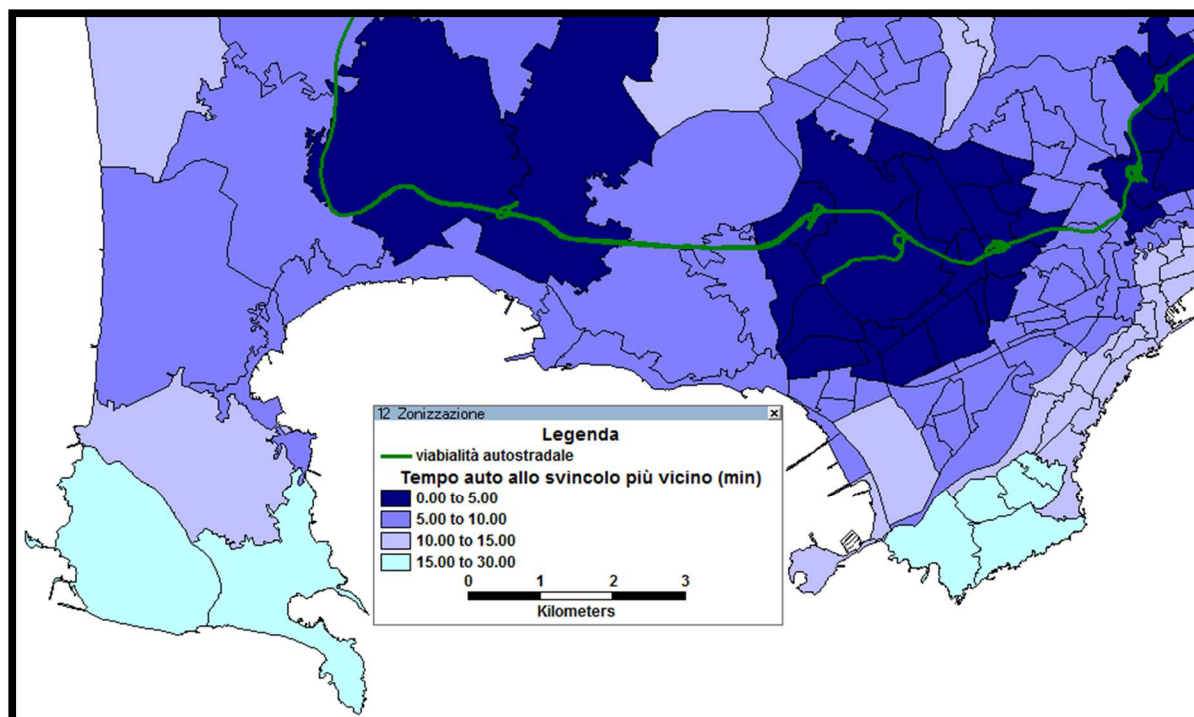 12 Zonizzazione
Legenda
viabialità autostradale
Tempo auto allo svincolo più vicino (min)
0.00 to 5.00
5.00 to 10.00
10.00 to 15.00
15.00 to 30.00
0 1 2 3
Kilometers